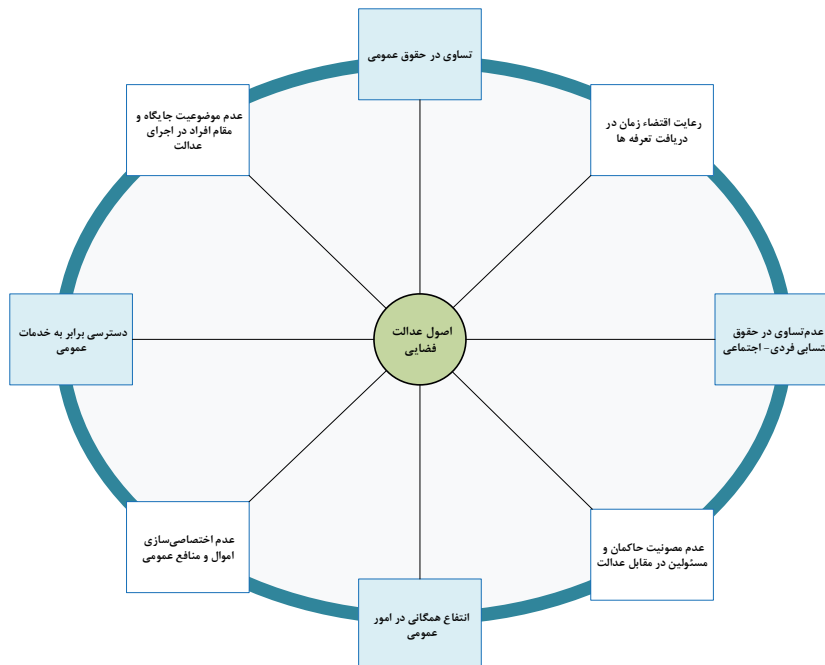 تساوی در حقوق عمومی
رعایت اقتضاء زمان در
دریافت تعرفه ها
عدم موضوعیت جایگاه و
مقام افراد در اجرای
عدالت
اصول عدالت
فضایی
دسترسی برابر به خدمات
عمومی
عدم‌تساوی در حقوق
فردی- اجتماعی
عدم اختصاصی‌سازی
اموال و منافع عمومی
عدم مصونیت حاکمان و
مسئولین در مقابل عدالت
انتفاع همگانی در امور
عمومی